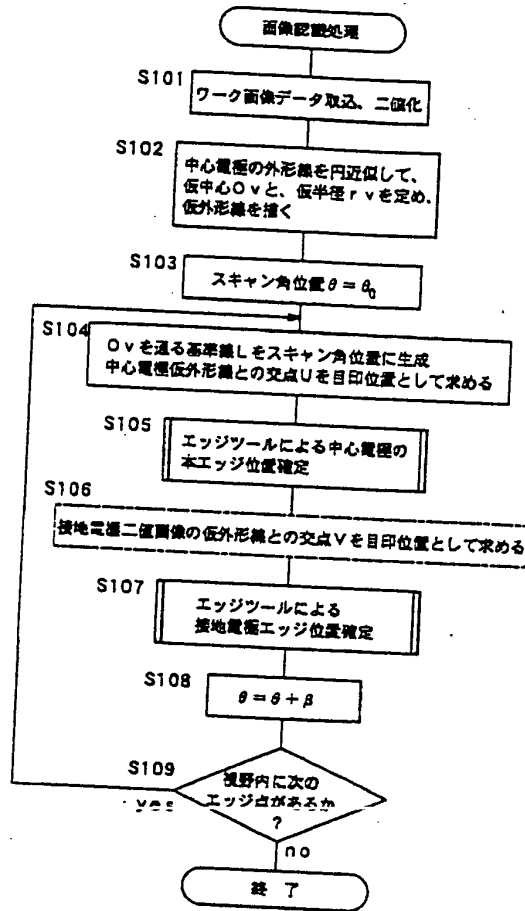 画像認識処理
S101
ワーク画像データ取込、二値化
S102
中心電極の外形線を円近似して、
仮中心Ovと、仮半径rvを定め、
仮外形線を描く
S103
スキャン角位置θ=θ₀
S104
Ovを通る基準線Lをスキャン角位置に生成
中心電極仮外形線との交点Uを目印位置として求める
S105
エッジツールによる中心電極の
本エッジ位置確定
S106
接地電極二値画像の仮外形線との交点Vを目印位置として求める
S107
エッジツールによる
接地電極エッジ位置確定
S108
θ=θ+β
S109
視野内に次の
エッジ点があるか
?
yes
no
終了